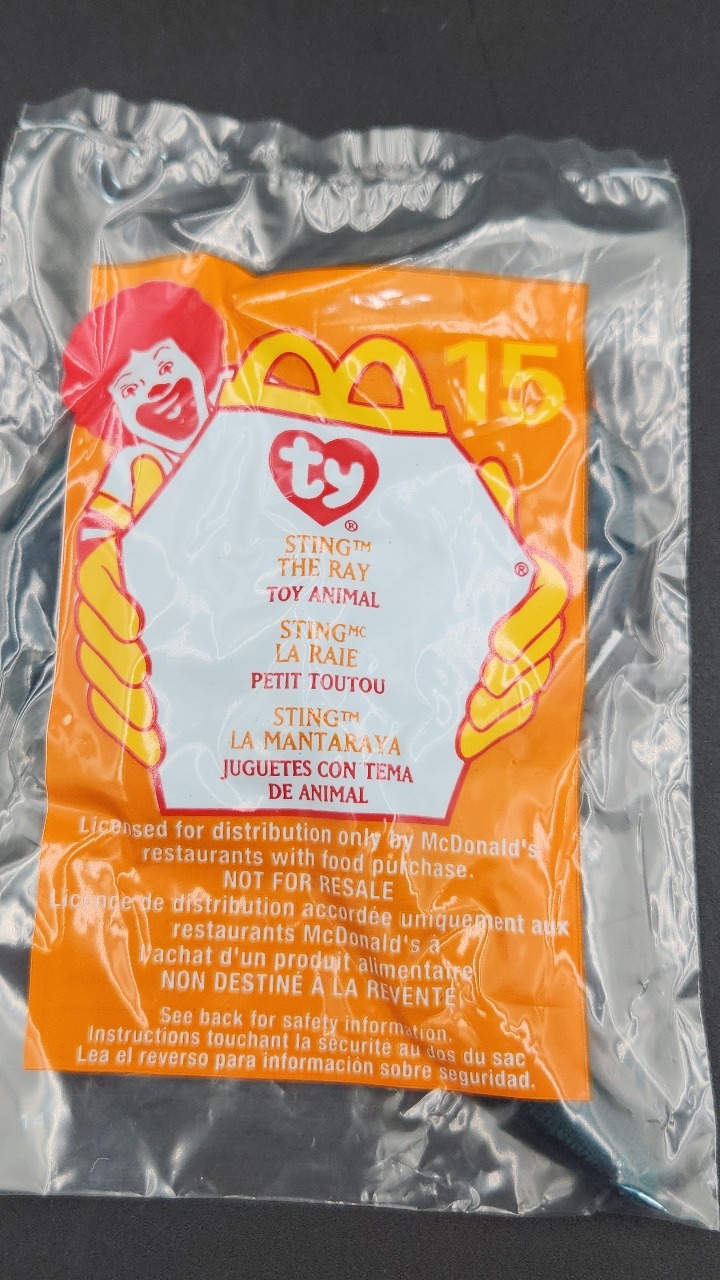 15
ty®
STING™
THE RAY
®
TOY ANIMAL
STINGMC
LA RAIE
PETIT TOUTOU
STING™
LA MANTARAYA
JUGUETES CON TEMA
DE ANIMAL
Licensed for distribution only by McDonald's
restaurants with food purchase.
NOT FOR RESALE
Licence de distribution accordée uniquement aux
restaurants McDonald's à
l'achat d'un produit alimentaire
NON DESTINÉ À LA REVENTE
See back for safety information.
Instructions touchant la sécurité au dos du sac
Lea el reverso para información sobre seguridad.